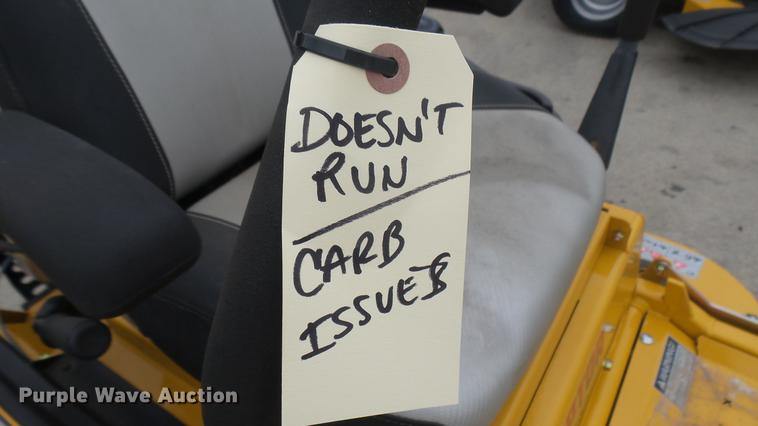 DOESN'T
RUN
CARB
ISSUES
Purple Wave Auction